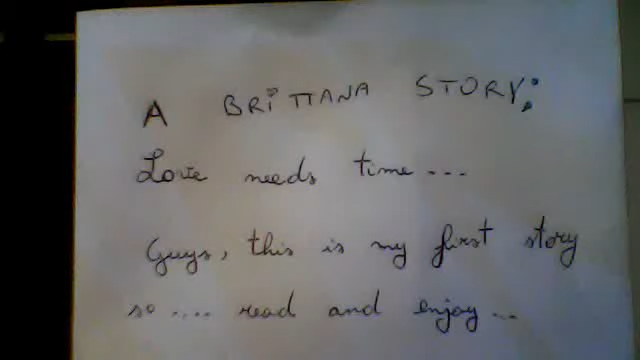 A BRiTTANA STORY:
Love needs time...
Guys, this is my first story
so .... read and enjoy...